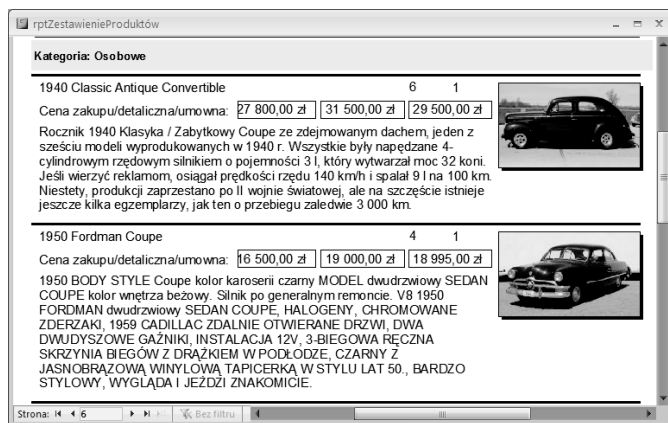 rptZestawienieProduktów
Kategoria: Osobowe
1940 Classic Antique Convertible 6 1
Cena zakupu/detaliczna/umowna: 27 800,00 zł 31 500,00 zł 29 500,00 zł
Rocznik 1940 Klasyka / Zabytkowy Coupe ze zdejmowanym dachem, jeden z
sześciu modeli wyprodukowanych w 1940 r. Wszystkie były napędzane 4-
cylindrowym rzędowym silnikiem o pojemności 3 l, który wytwarzał moc 32 koni.
Jeśli wierzyć reklamom, osiągał prędkości rzędu 140 km/h i spalał 9 l na 100 km.
Niestety, produkcji zaprzestano po II wojnie światowej, ale na szczęście istnieje
jeszcze kilka egzemplarzy, jak ten o przebiegu zaledwie 3 000 km.
1950 Fordman Coupe 4 1
Cena zakupu/detaliczna/umowna: 16 500,00 zł 19 000,00 zł 18 995,00 zł
1950 BODY STYLE Coupe kolor karoserii czarny MODEL dwudrzwiowy SEDAN
COUPE kolor wnętrza beżowy. Silnik po generalnym remoncie. V8 1950
FORDMAN dwudrzwiowy SEDAN COUPE, HALOGENY, CHROMOWANE
ZDERZAKI, 1959 CADILLAC ZDALNIE OTWIERANE DRZWI, DWA
DWUDYSZOWE GAŹNIKI, INSTALACJA 12V, 3-BIEGOWA RĘCZNA
SKRZYNIA BIEGÓW Z DRĄŻKIEM W PODŁODZE, CZARNY Z
JASNOBRĄZOWĄ WINYLOWĄ TAPICERKĄ W STYLU LAT 50., BARDZO
STYLOWY, WYGLĄDA I JEŹDZI ZNAKOMICIE.
Strona: 6 Bez filtru